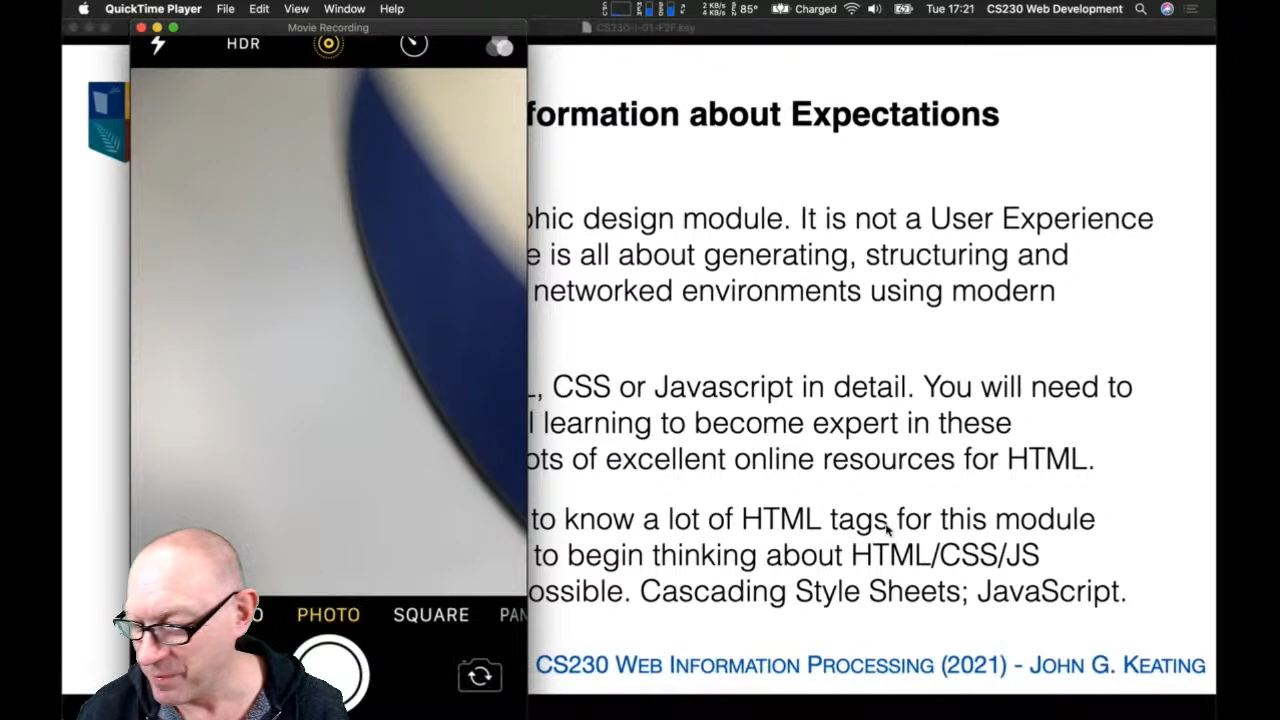 QuickTime Player File Edit View Window Help 2 KB/s 4 KB/s 85° Charged Tue 17:21 CS230 Web Development
Movie Recording
CS230-I-01-F2F.key
HDR
formation about Expectations
phic design module. It is not a User Experience
e is all about generating, structuring and
networked environments using modern
L, CSS or Javascript in detail. You will need to
l learning to become expert in these
ots of excellent online resources for HTML.
to know a lot of HTML tags for this module
to begin thinking about HTML/CSS/JS
ossible. Cascading Style Sheets; JavaScript.
O PHOTO SQUARE PAN
CS230 Web Information Processing (2021) - John G. Keating